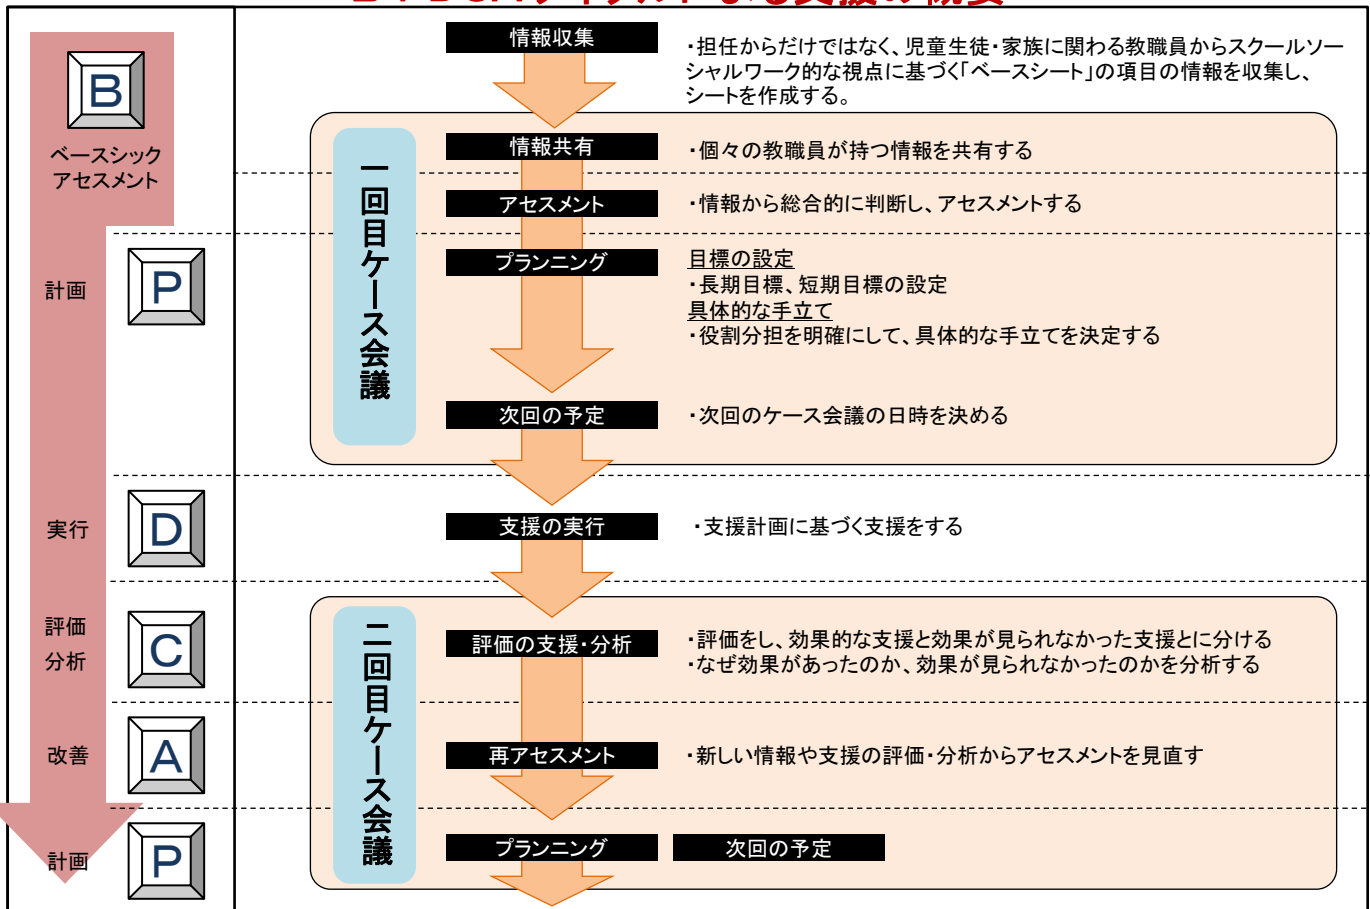 B-PDCAサイクルによる支援の概要
情報収集
・担任からだけではなく、児童生徒・家族に関わる教職員からスクールソー
シャルワーク的な視点に基づく「ベースシート」の項目の情報を収集し、
シートを作成する。
B
ベースシック
アセスメント
一回目ケース会議
情報共有
・個々の教職員が持つ情報を共有する
アセスメント
・情報から総合的に判断し、アセスメントする
計画
P
プランニング
目標の設定
・長期目標、短期目標の設定
具体的な手立て
・役割分担を明確にして、具体的な手立てを決定する
次回の予定
・次回のケース会議の日時を決める
実行
D
支援の実行
・支援計画に基づく支援をする
評価
分析
C
二回目ケース会議
評価の支援・分析
・評価をし、効果的な支援と効果が見られなかった支援とに分ける
・なぜ効果があったのか、効果が見られなかったのかを分析する
改善
A
再アセスメント
・新しい情報や支援の評価・分析からアセスメントを見直す
計画
P
プランニング
次回の予定